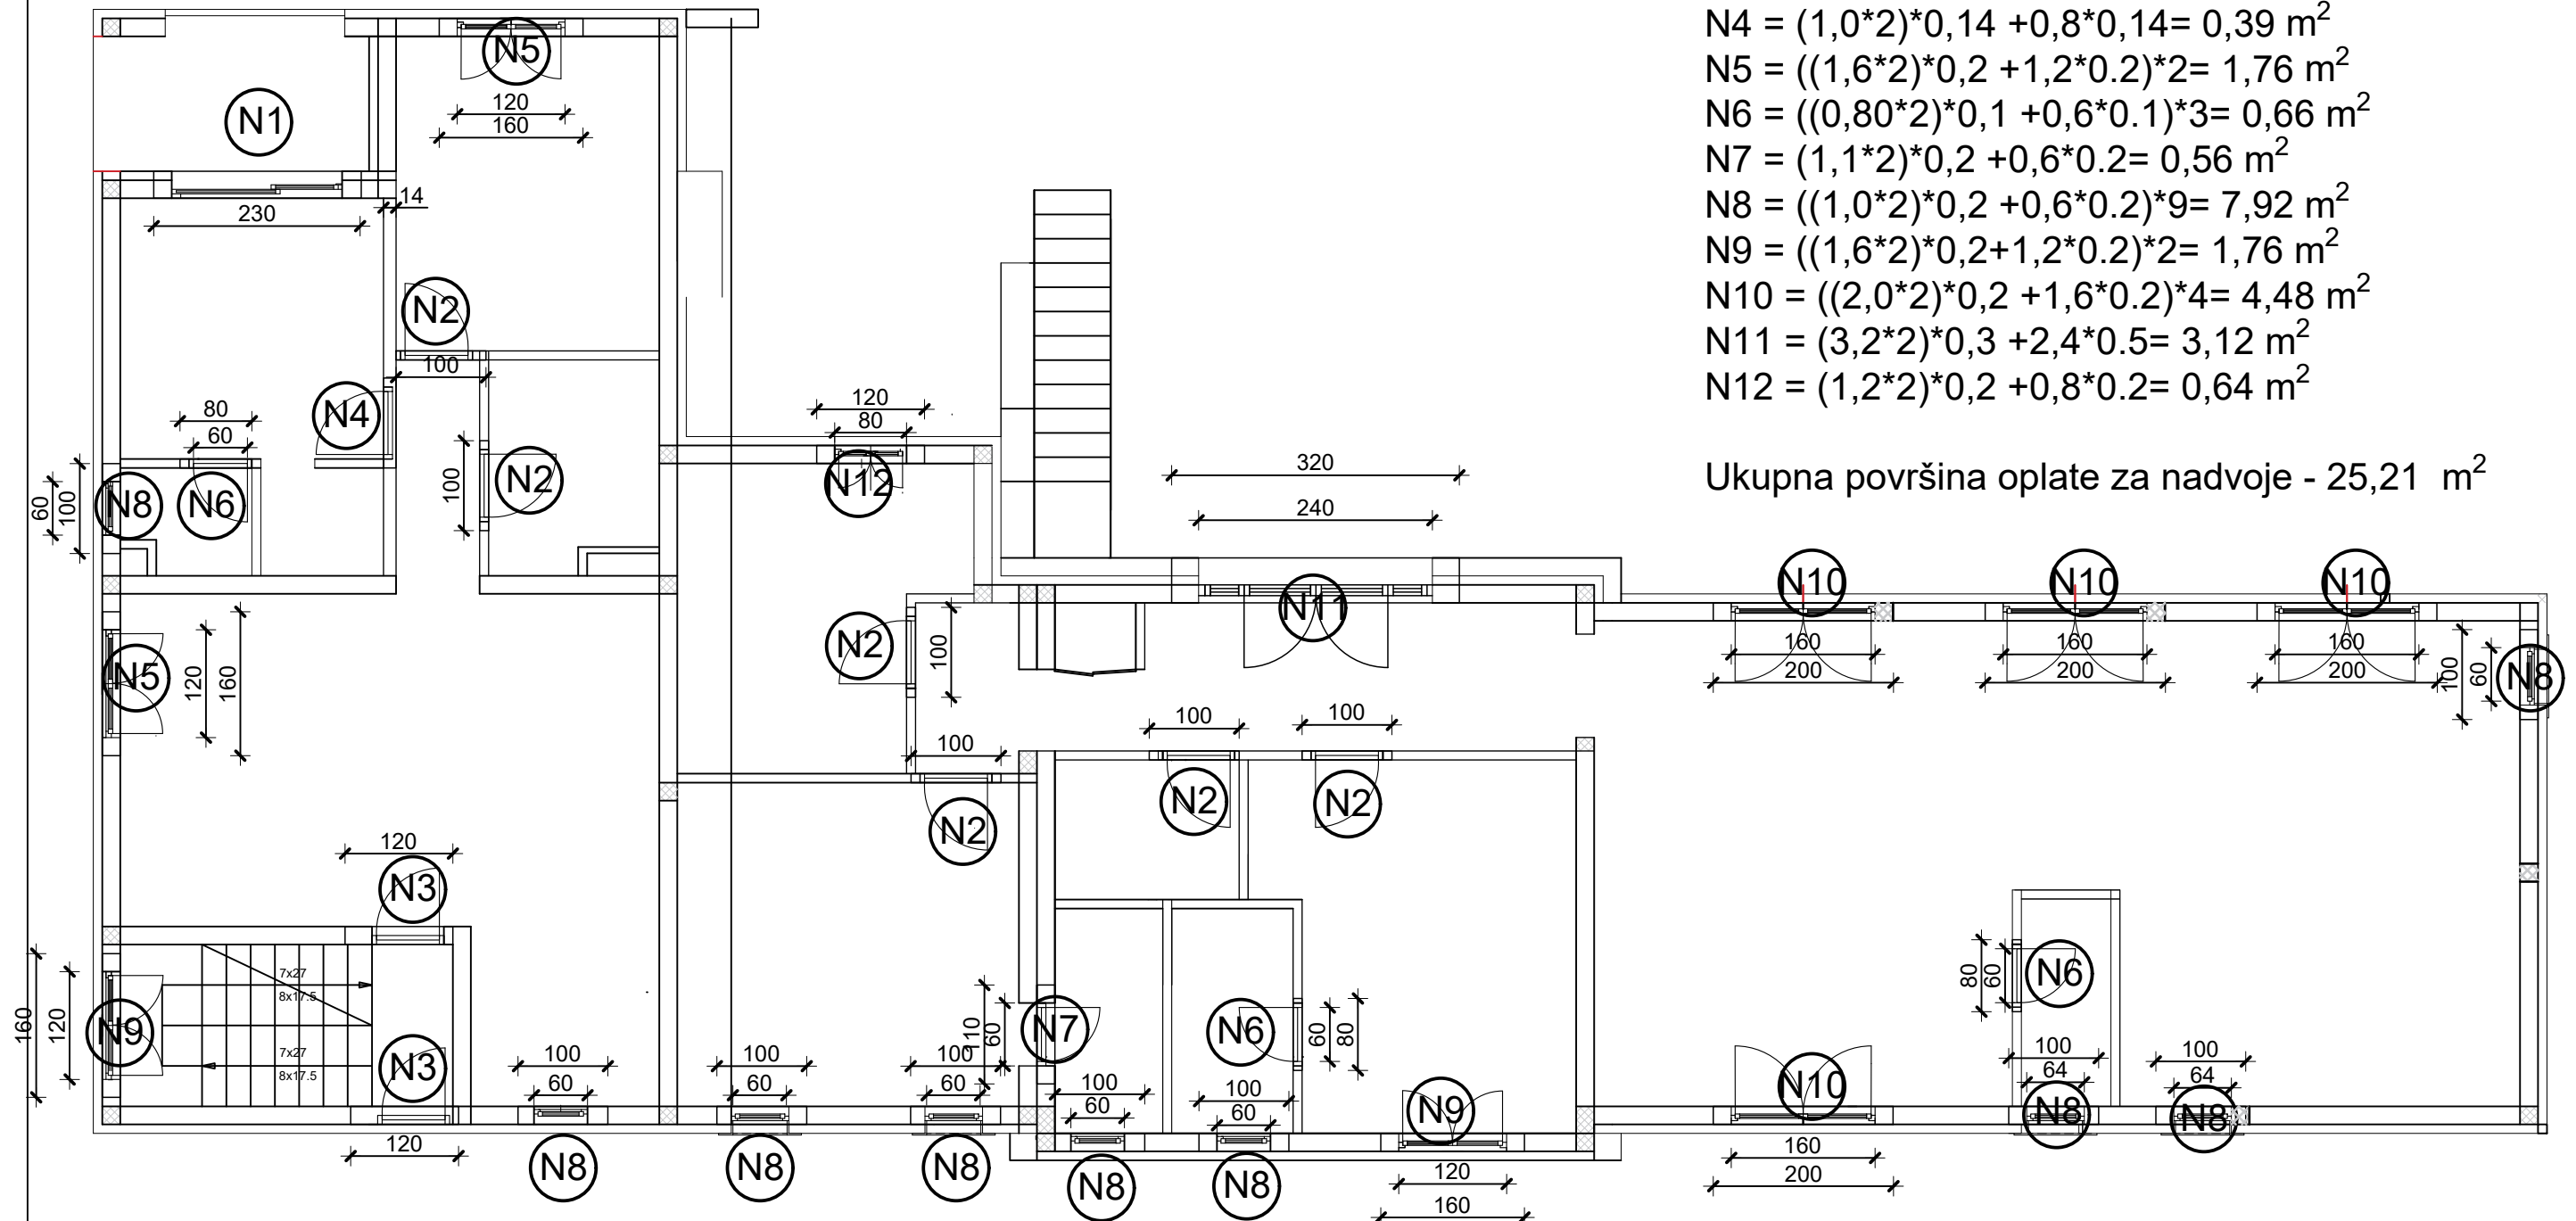 N4 = (1,0*2)*0,14 +0,8*0,14= 0,39 m²
N5 = ((1,6*2)*0,2 +1,2*0.2)*2= 1,76 m²
N6 = ((0,80*2)*0,1 +0,6*0.1)*3= 0,66 m²
N7 = (1,1*2)*0,2 +0,6*0.2= 0,56 m²
N8 = ((1,0*2)*0,2 +0,6*0.2)*9= 7,92 m²
N9 = ((1,6*2)*0,2+1,2*0.2)*2= 1,76 m²
N10 = ((2,0*2)*0,2 +1,6*0.2)*4= 4,48 m²
N11 = (3,2*2)*0,3 +2,4*0.5= 3,12 m²
N12 = (1,2*2)*0,2 +0,8*0.2= 0,64 m²
Ukupna površina oplate za nadvoje - 25,21 m²
N5
120
160
N1
14
230
N2
100
N4
80
60
N8
N6
60
100
100
N2
120
80
N12
320
240
N11
N10
N10
N10
160
200
160
200
160
200
100
60
N8
N5
120
160
N2
100
100
N2
100
100
N2
N2
120
N3
N3
120
7x27
8x17.5
7x27
8x17.5
N9
160
120
100
60
N8
100
60
N8
100
60
N8
110
60
N7
N6
60
80
100
60
N8
100
60
N8
N9
120
160
N10
160
200
80
60
N6
100
64
N8
100
64
N8